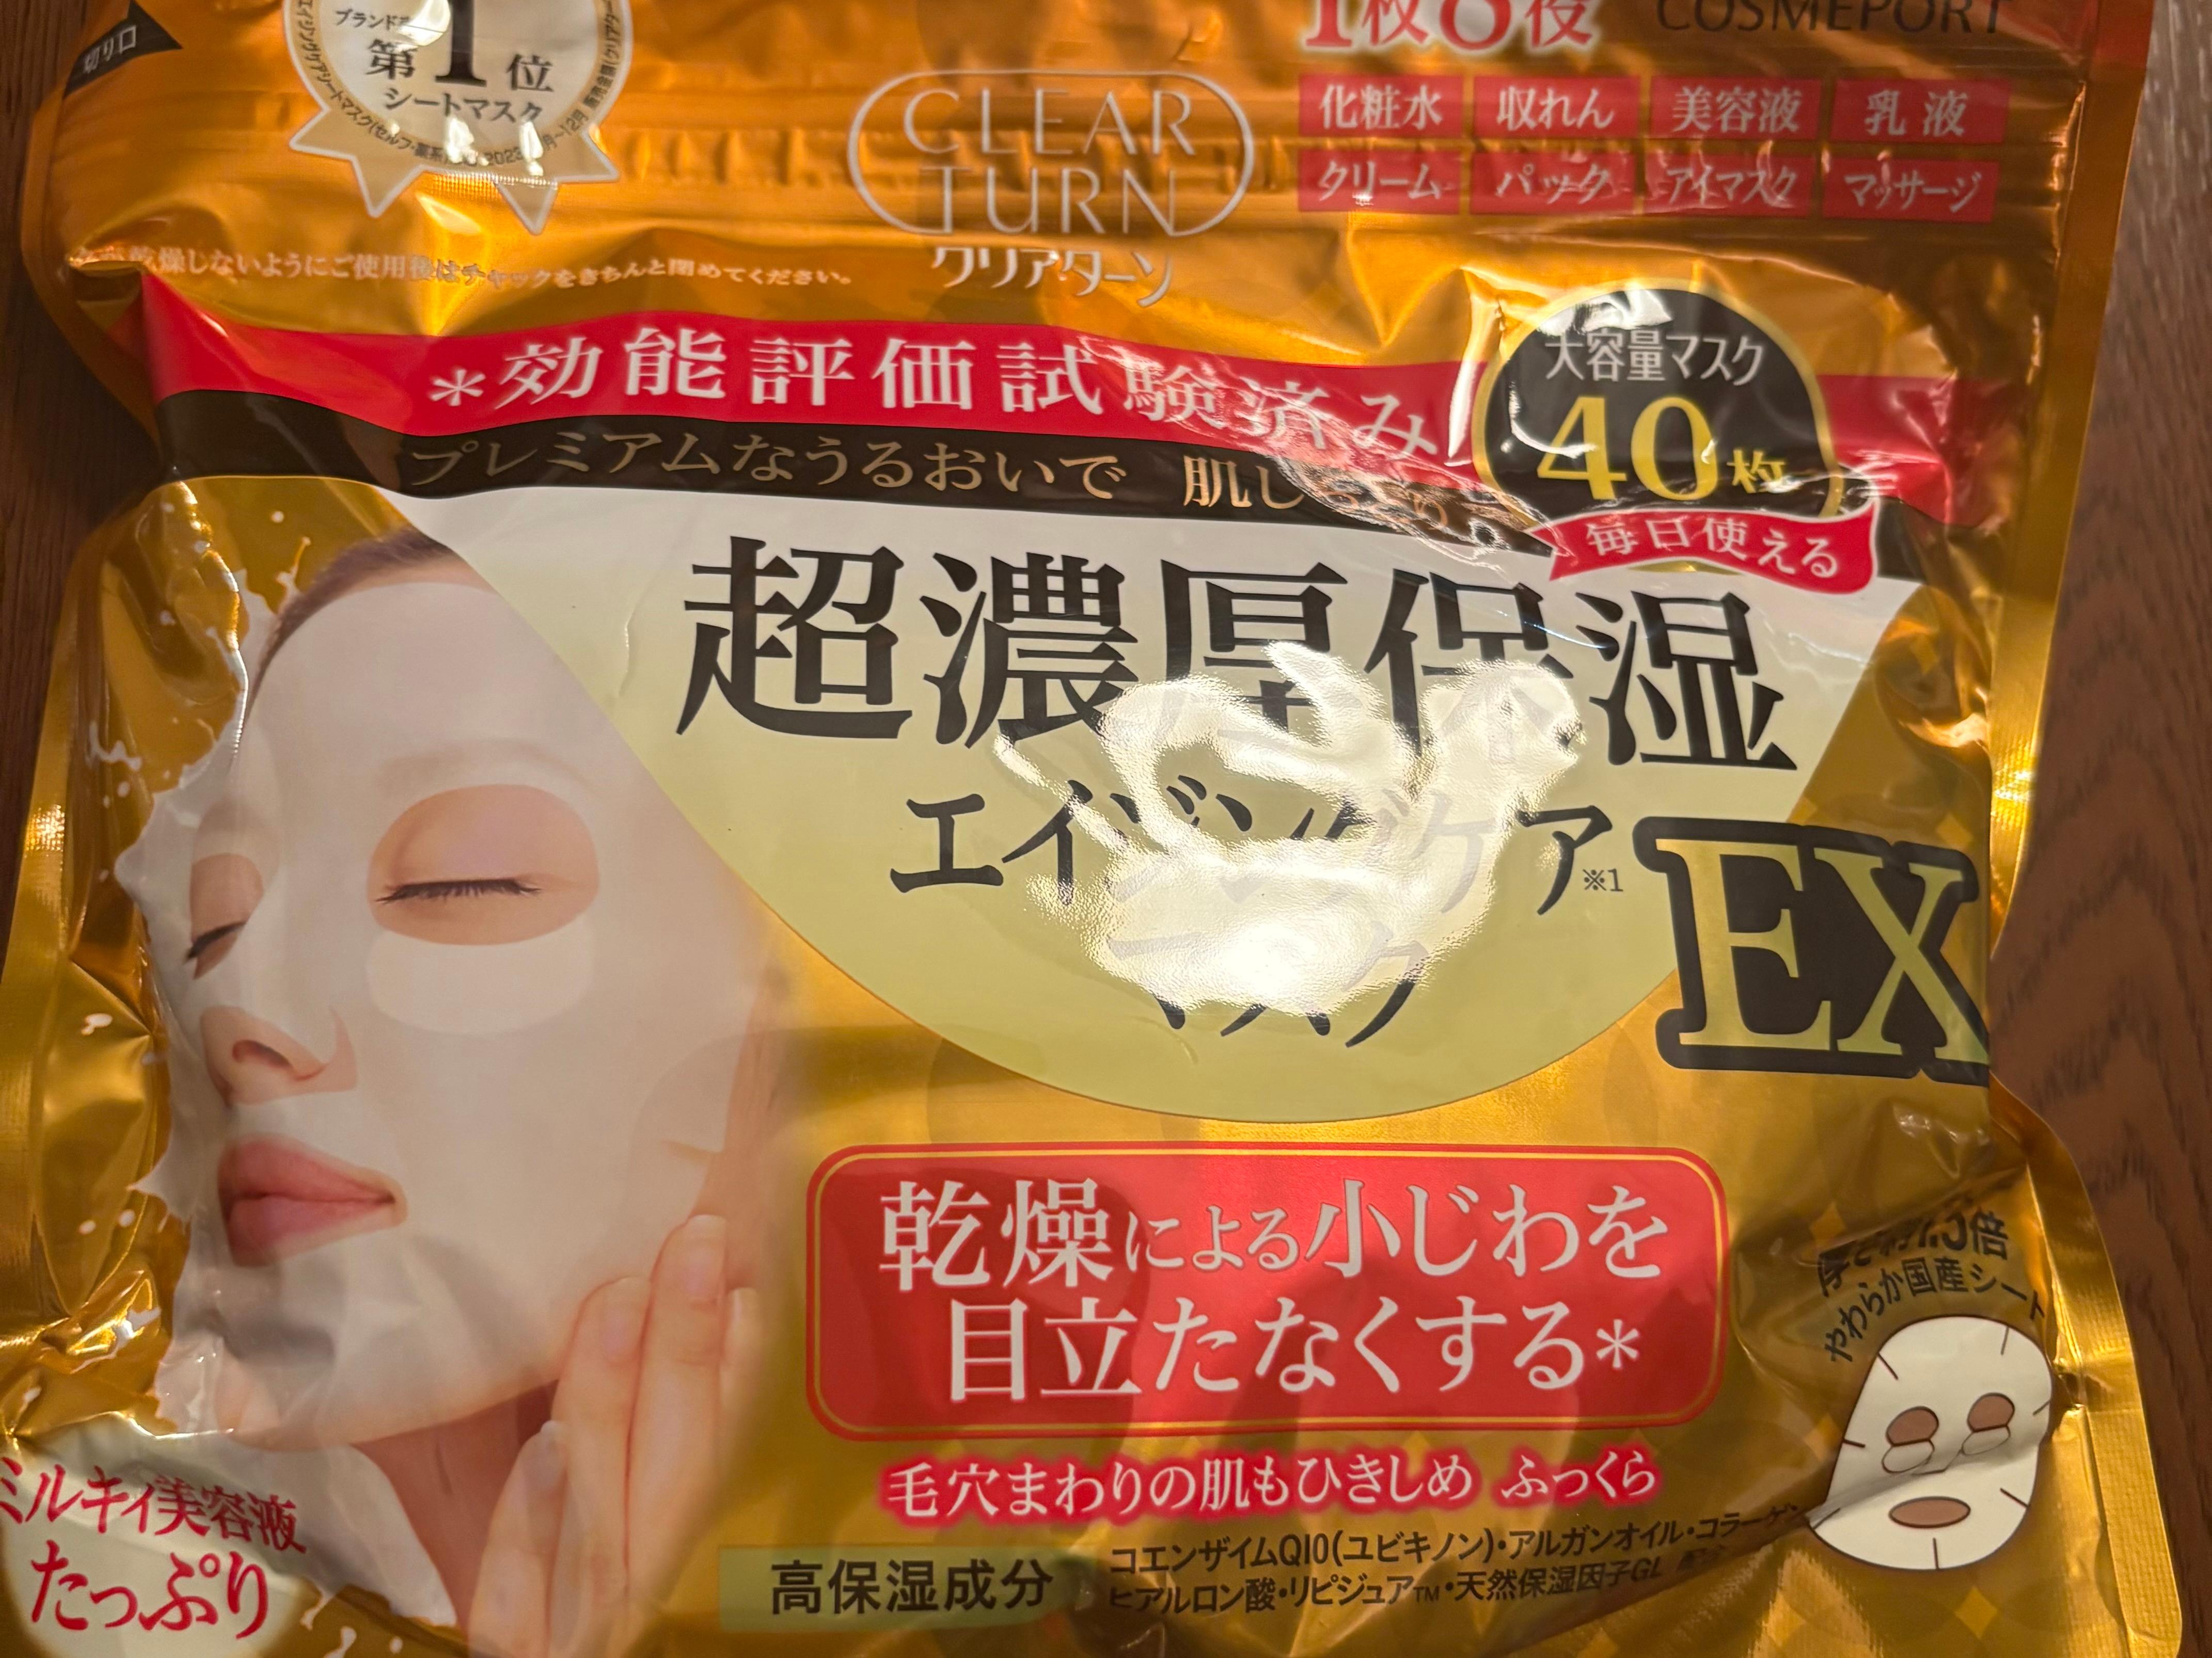 切り口
第1位
シートマスク
1枚8役
COSMEPORT
化粧水 収れん 美容液 乳液
クリーム パック アイマスク マッサージ
CLEAR
TURN
クリアターン
乾燥しないようにご使用後はチャックをきちんと閉めてください。
*効能評価試験済み
プレミアムなうるおいで 肌し
大容量マスク
40枚
毎日使える
超濃厚保湿
エイジングケア※1
マスク
EX
乾燥による小じわを
目立たなくする*
毛穴まわりの肌もひきしめ ふっくら
やわらか国産シート
ミルキィ美容液
たっぷり
高保湿成分
コエンザイムQ10(ユビキノン)・アルガンオイル・コラーゲン
ヒアルロン酸・リピジュア™・天然保湿因子GL